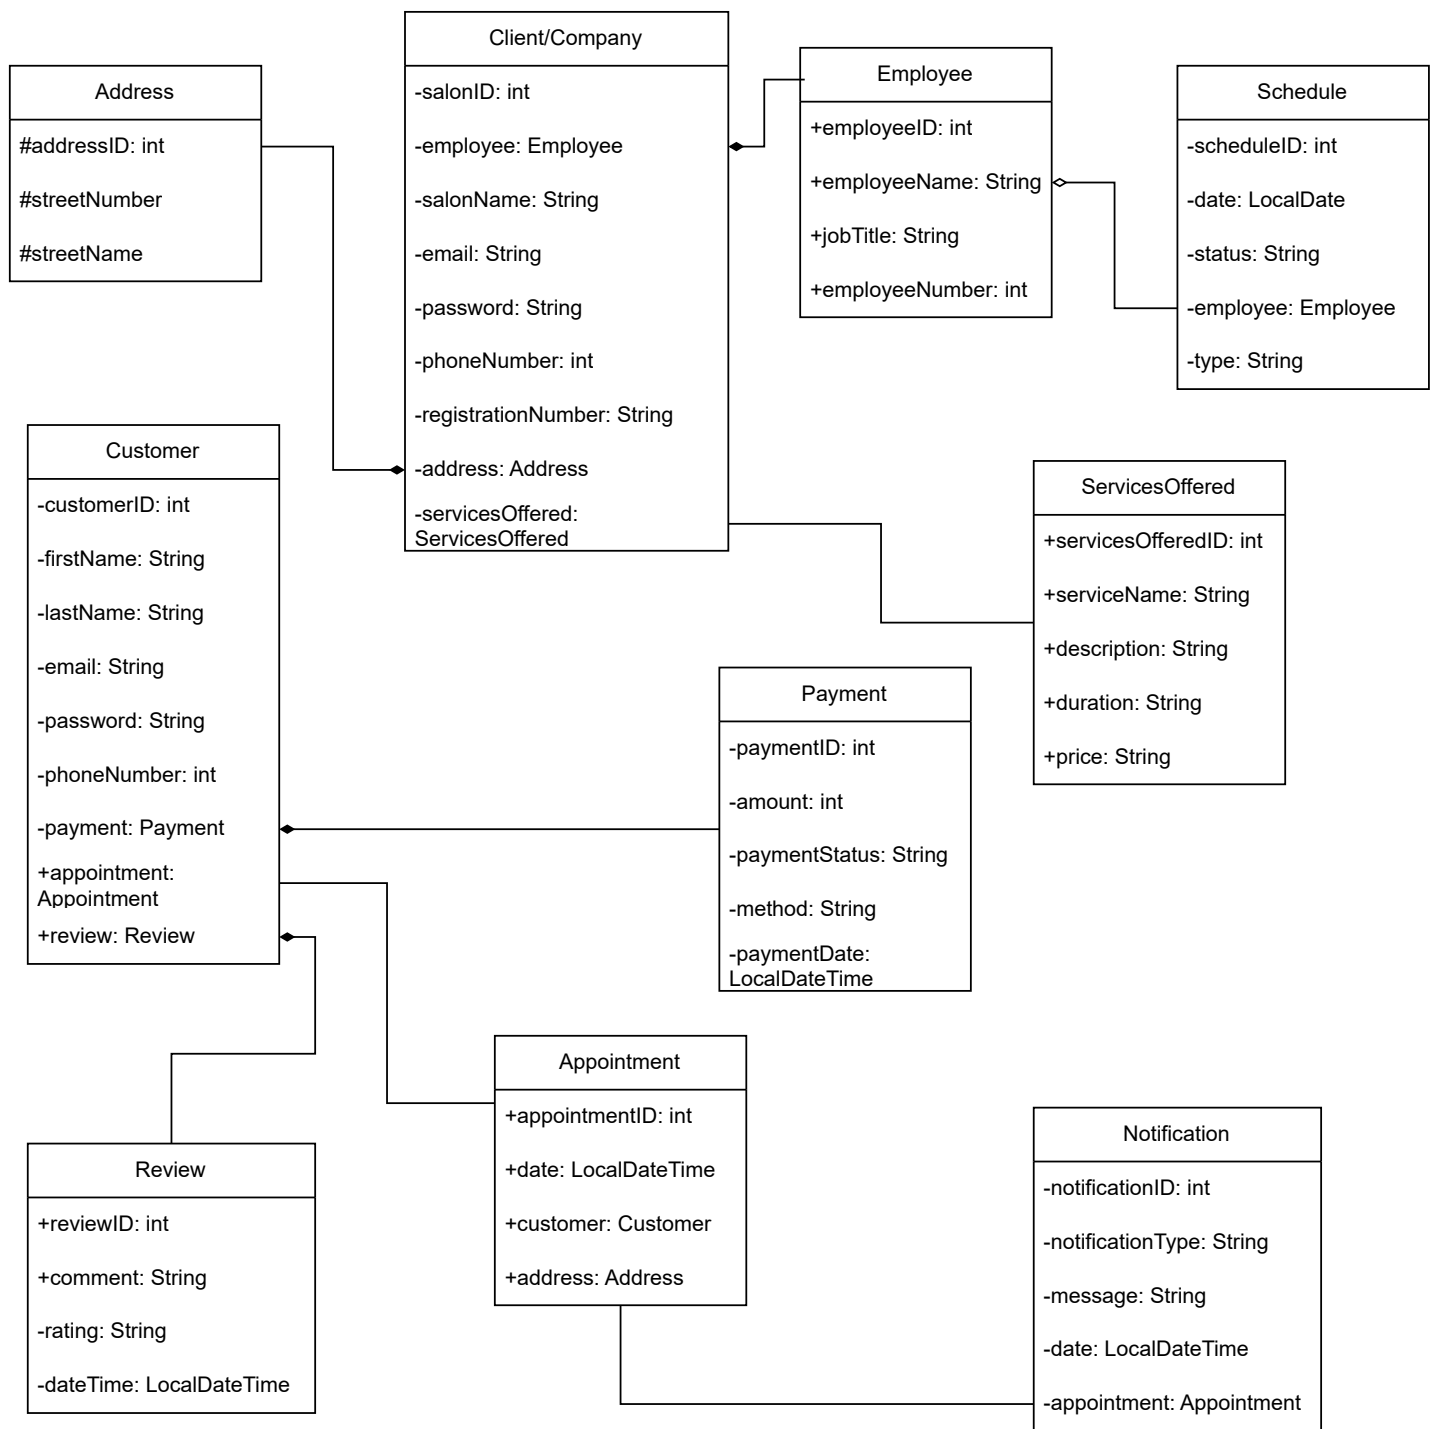 Client/Company
-salonID: int
-employee: Employee
-salonName: String
-email: String
-password: String
-phoneNumber: int
-registrationNumber: String
-address: Address
-servicesOffered:
ServicesOffered
Address
#addressID: int
#streetNumber
#streetName
Employee
+employeeID: int
+employeeName: String
+jobTitle: String
+employeeNumber: int
Schedule
-scheduleID: int
-date: LocalDate
-status: String
-employee: Employee
-type: String
Customer
-customerID: int
-firstName: String
-lastName: String
-email: String
-password: String
-phoneNumber: int
-payment: Payment
+appointment:
Appointment
+review: Review
ServicesOffered
+servicesOfferedID: int
+serviceName: String
+description: String
+duration: String
+price: String
Payment
-paymentID: int
-amount: int
-paymentStatus: String
-method: String
-paymentDate:
LocalDateTime
Appointment
+appointmentID: int
+date: LocalDateTime
+customer: Customer
+address: Address
Review
+reviewID: int
+comment: String
-rating: String
-dateTime: LocalDateTime
Notification
-notificationID: int
-notificationType: String
-message: String
-date: LocalDateTime
-appointment: Appointment